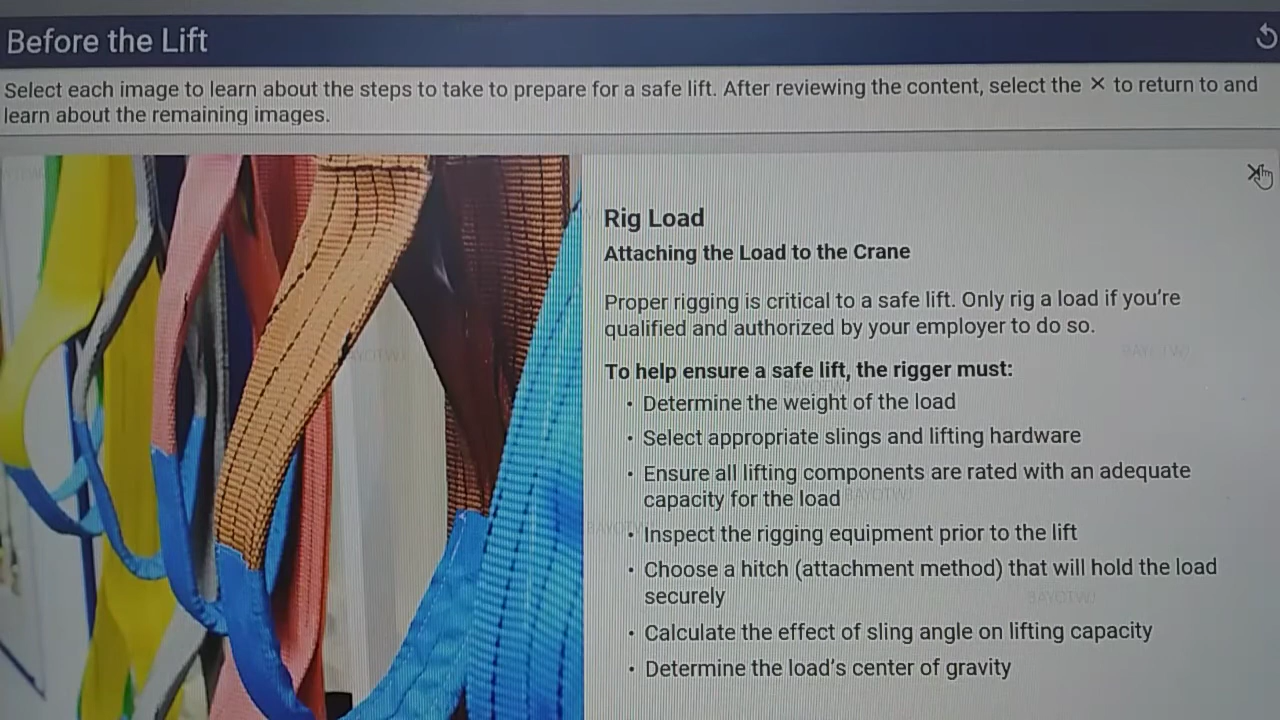 Before the Lift
Select each image to learn about the steps to take to prepare for a safe lift. After reviewing the content, select the × to return to and
learn about the remaining images.
Rig Load
Attaching the Load to the Crane
Proper rigging is critical to a safe lift. Only rig a load if you're
qualified and authorized by your employer to do so.
To help ensure a safe lift, the rigger must:
• Determine the weight of the load
• Select appropriate slings and lifting hardware
• Ensure all lifting components are rated with an adequate
capacity for the load
• Inspect the rigging equipment prior to the lift
• Choose a hitch (attachment method) that will hold the load
securely
BAYOTWJ
• Calculate the effect of sling angle on lifting capacity
• Determine the load's center of gravity